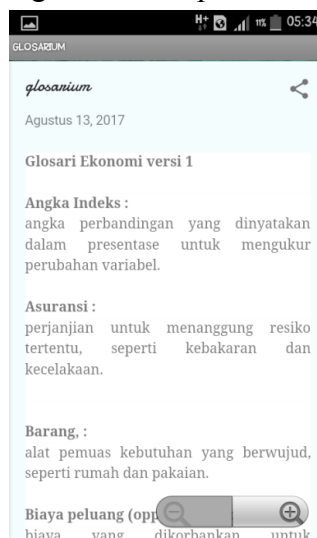 H+ 11% 05:34
GLOSARIUM
glosarium
Agustus 13, 2017
Glosari Ekonomi versi 1
Angka Indeks :
angka perbandingan yang dinyatakan
dalam presentase untuk mengukur
perubahan variabel.
Asuransi :
perjanjian untuk menanggung resiko
tertentu, seperti kebakaran dan
kecelakaan.
Barang, :
alat pemuas kebutuhan yang berwujud,
seperti rumah dan pakaian.
Biaya peluang (opp
biaya yang dikorbankan untuk